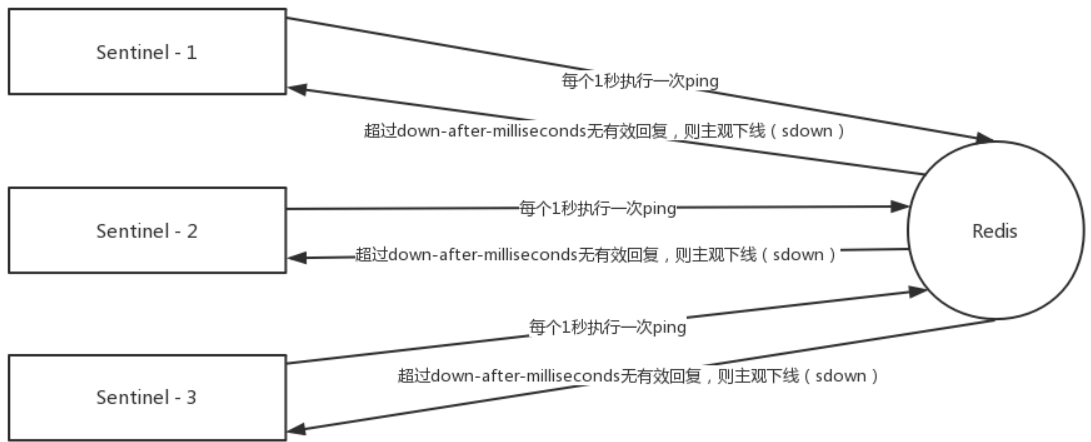 Sentinel - 1
每个1秒执行一次ping
超过down-after-milliseconds无有效回复，则主观下线（sdown）
Sentinel - 2
每个1秒执行一次ping
Redis
超过down-after-milliseconds无有效回复，则主观下线（sdown）
每个1秒执行一次ping
超过down-after-milliseconds无有效回复，则主观下线（sdown）
Sentinel - 3